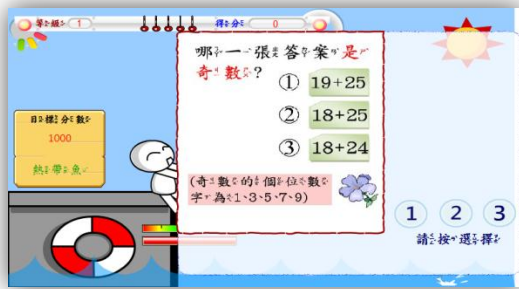 等級 1
得分 0
哪一張答案是奇數?
① 19+25
② 18+25
③ 18+24
(奇數的個位數字為1、3、5、7、9)
目標分數
1000
熱帶魚
1 2 3
請按選擇